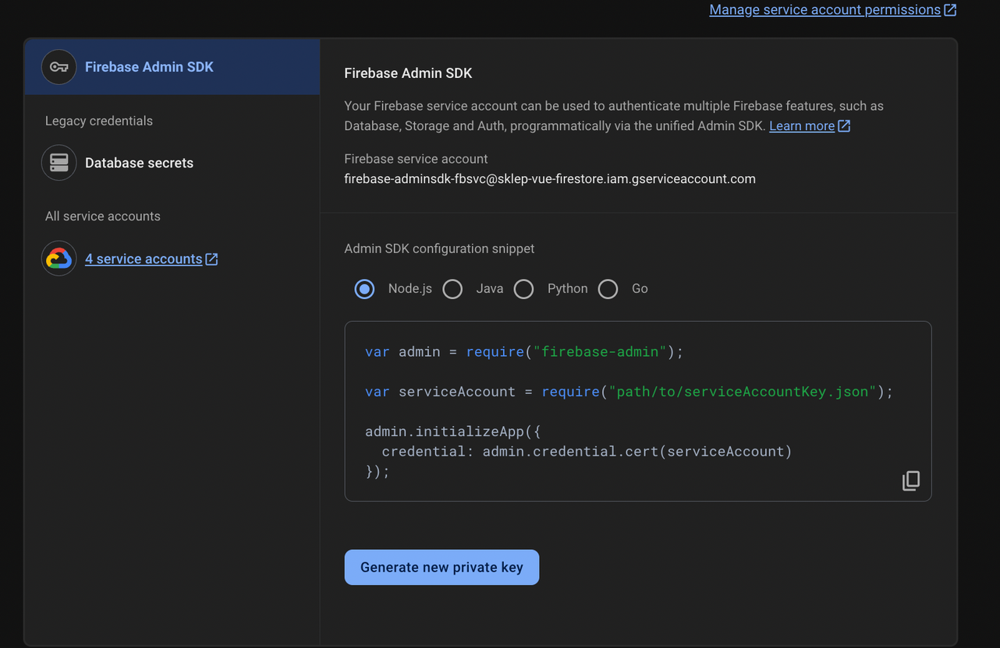 Manage service account permissions
Firebase Admin SDK
Legacy credentials
Database secrets
All service accounts
4 service accounts
Firebase Admin SDK
Your Firebase service account can be used to authenticate multiple Firebase features, such as
Database, Storage and Auth, programmatically via the unified Admin SDK. Learn more
Firebase service account
firebase-adminsdk-fbsvc@sklep-vue-firestore.iam.gserviceaccount.com
Admin SDK configuration snippet
Node.js Java Python Go
var admin = require("firebase-admin");
var serviceAccount = require("path/to/serviceAccountKey.json");
admin.initializeApp({
  credential: admin.credential.cert(serviceAccount)
});
Generate new private key